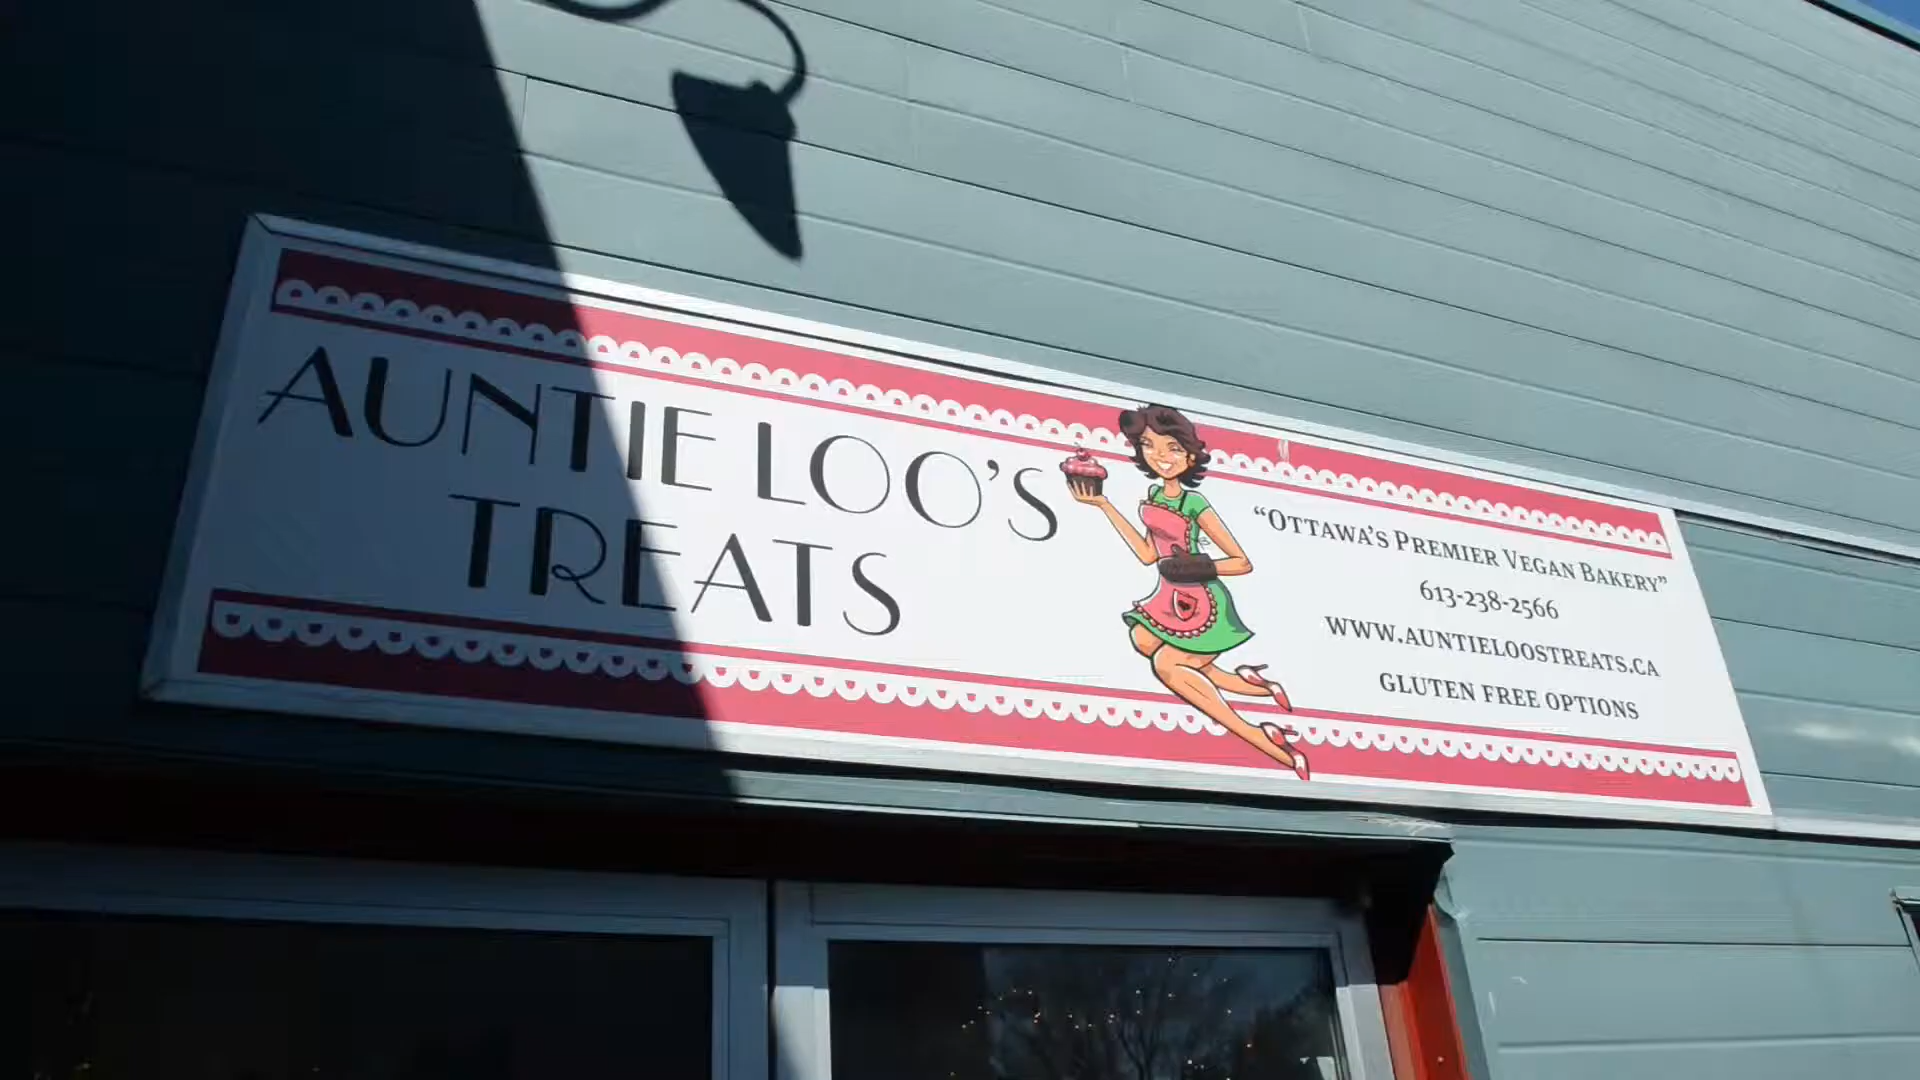 AUNTIE LOO'S
TREATS
"OTTAWA'S PREMIER VEGAN BAKERY"
613-238-2566
WWW.AUNTIELOOSTREATS.CA
GLUTEN FREE OPTIONS